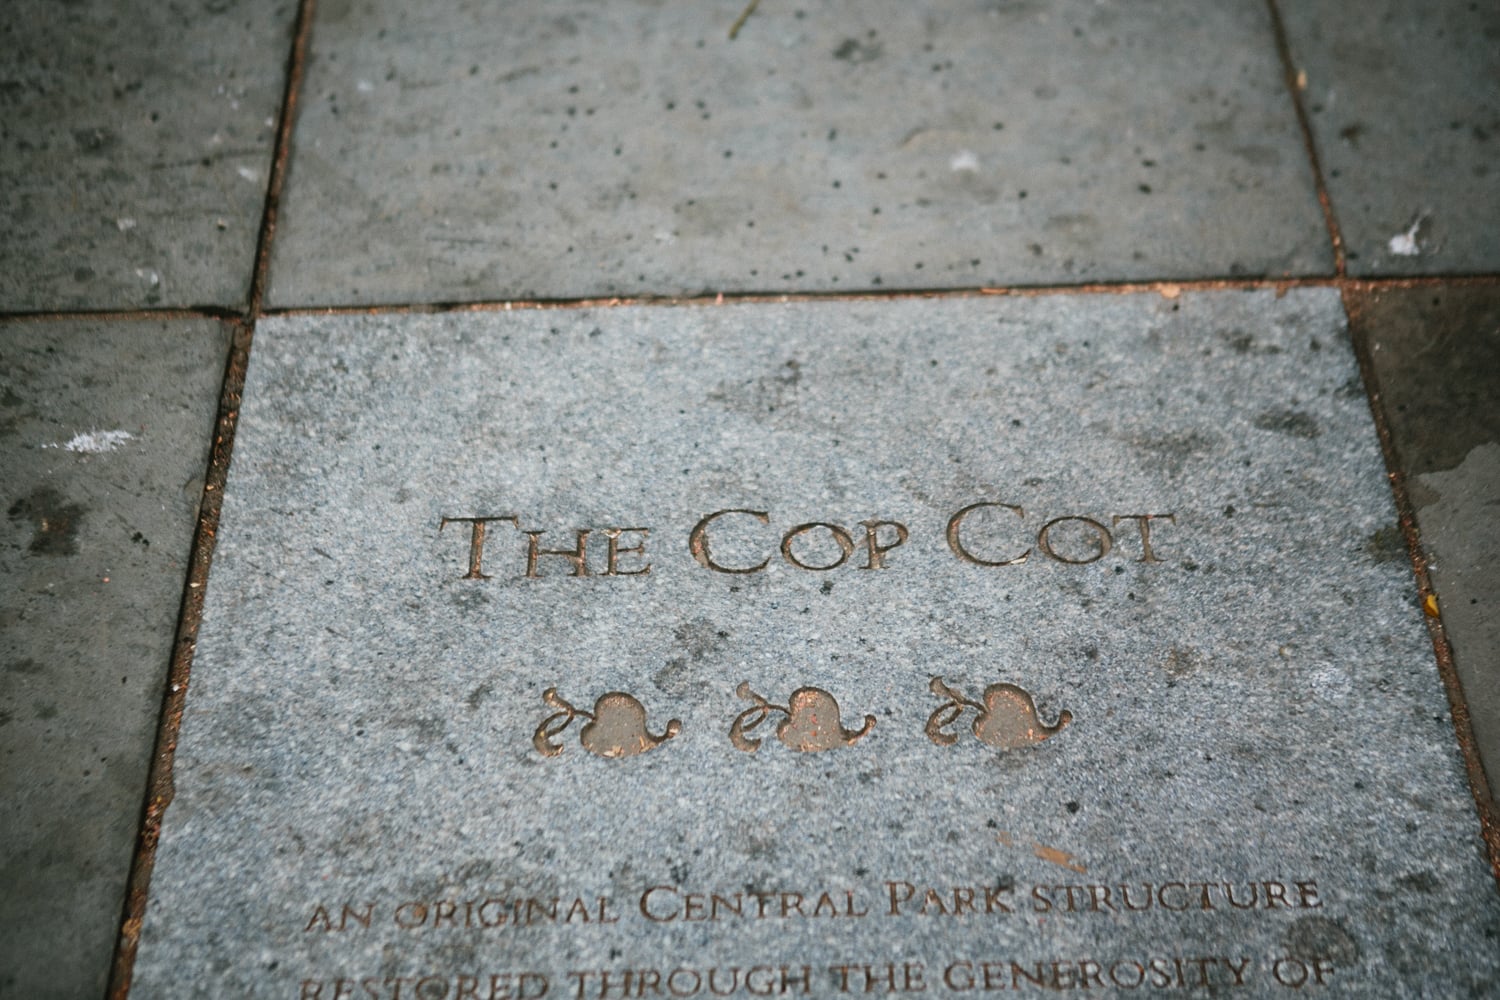 The Cop Cot
an original Central Park structure
restored through the generosity of